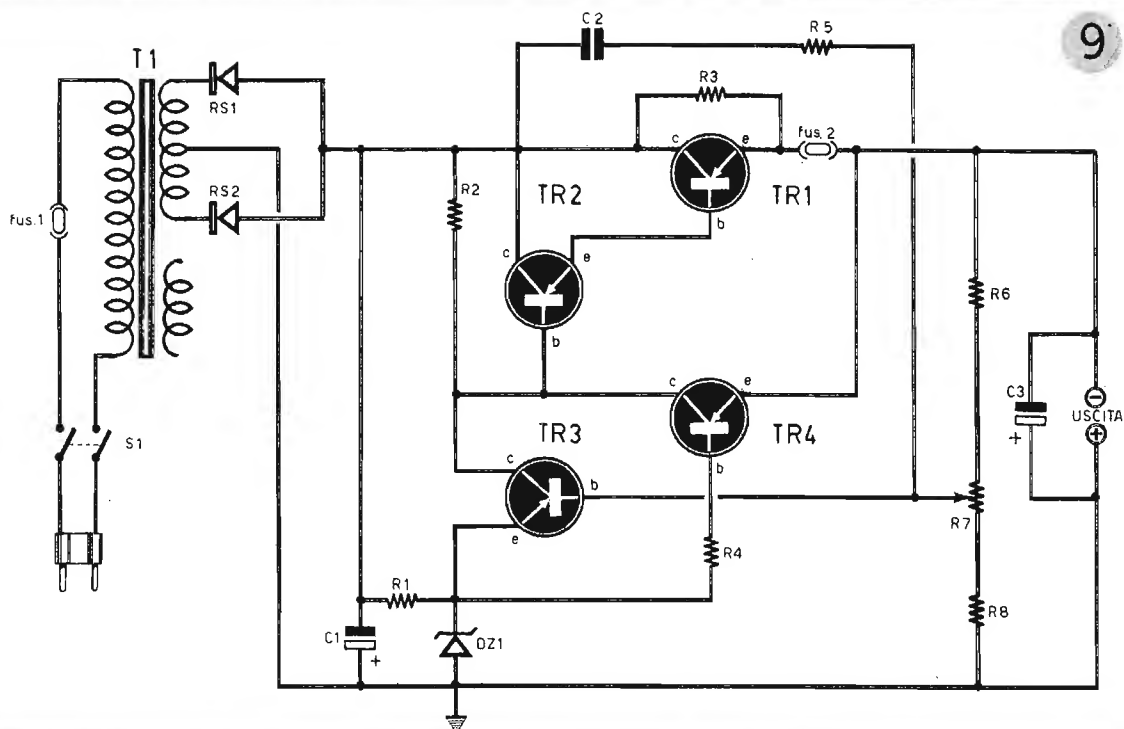 9
C2
R5
T1
RS1
R3
fus.2
c
e
b
TR1
TR2
R2
RS2
fus.1
c
e
b
R6
c
e
b
TR4
TR3
C3
+
−
USCITA
+
S1
c
b
e
R7
R4
R1
R8
C1
+
DZ1